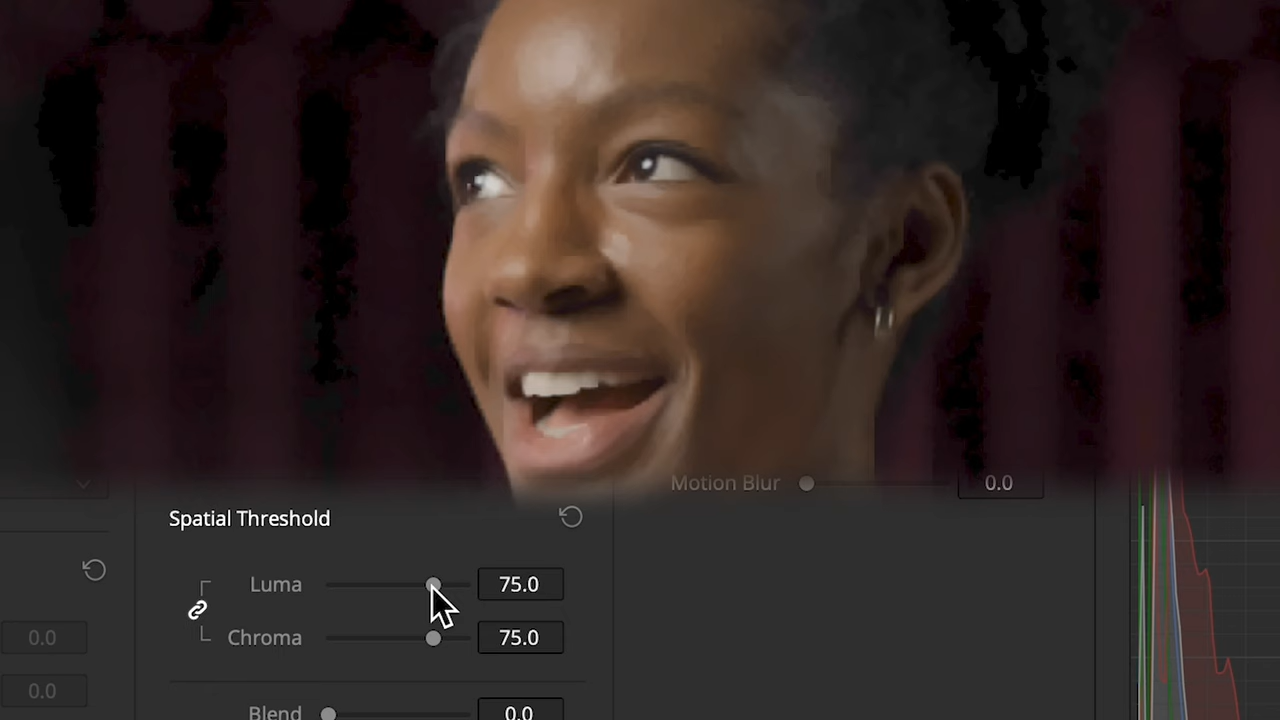 Motion Blur 0.0
Spatial Threshold
Luma 75.0
0.0 Chroma 75.0
0.0
Blend 0.0